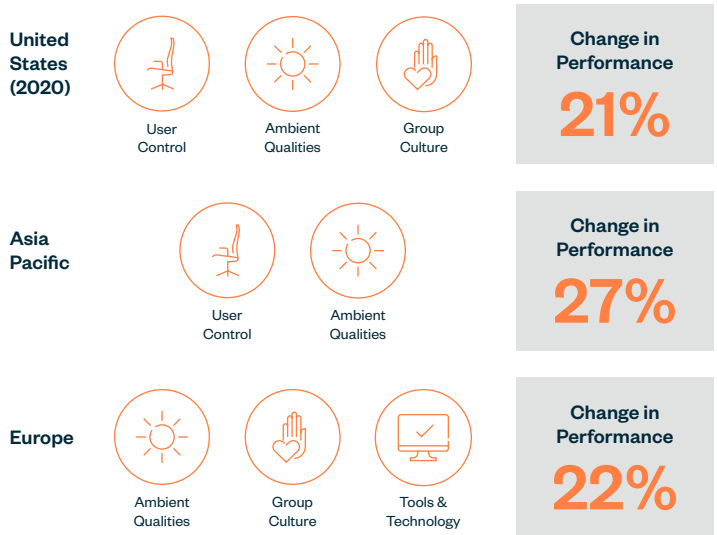 United
States
(2020)
User
Control
Ambient
Qualities
Group
Culture
Change in
Performance
21%
Asia
Pacific
User
Control
Ambient
Qualities
Change in
Performance
27%
Europe
Ambient
Qualities
Group
Culture
Tools &
Technology
Change in
Performance
22%